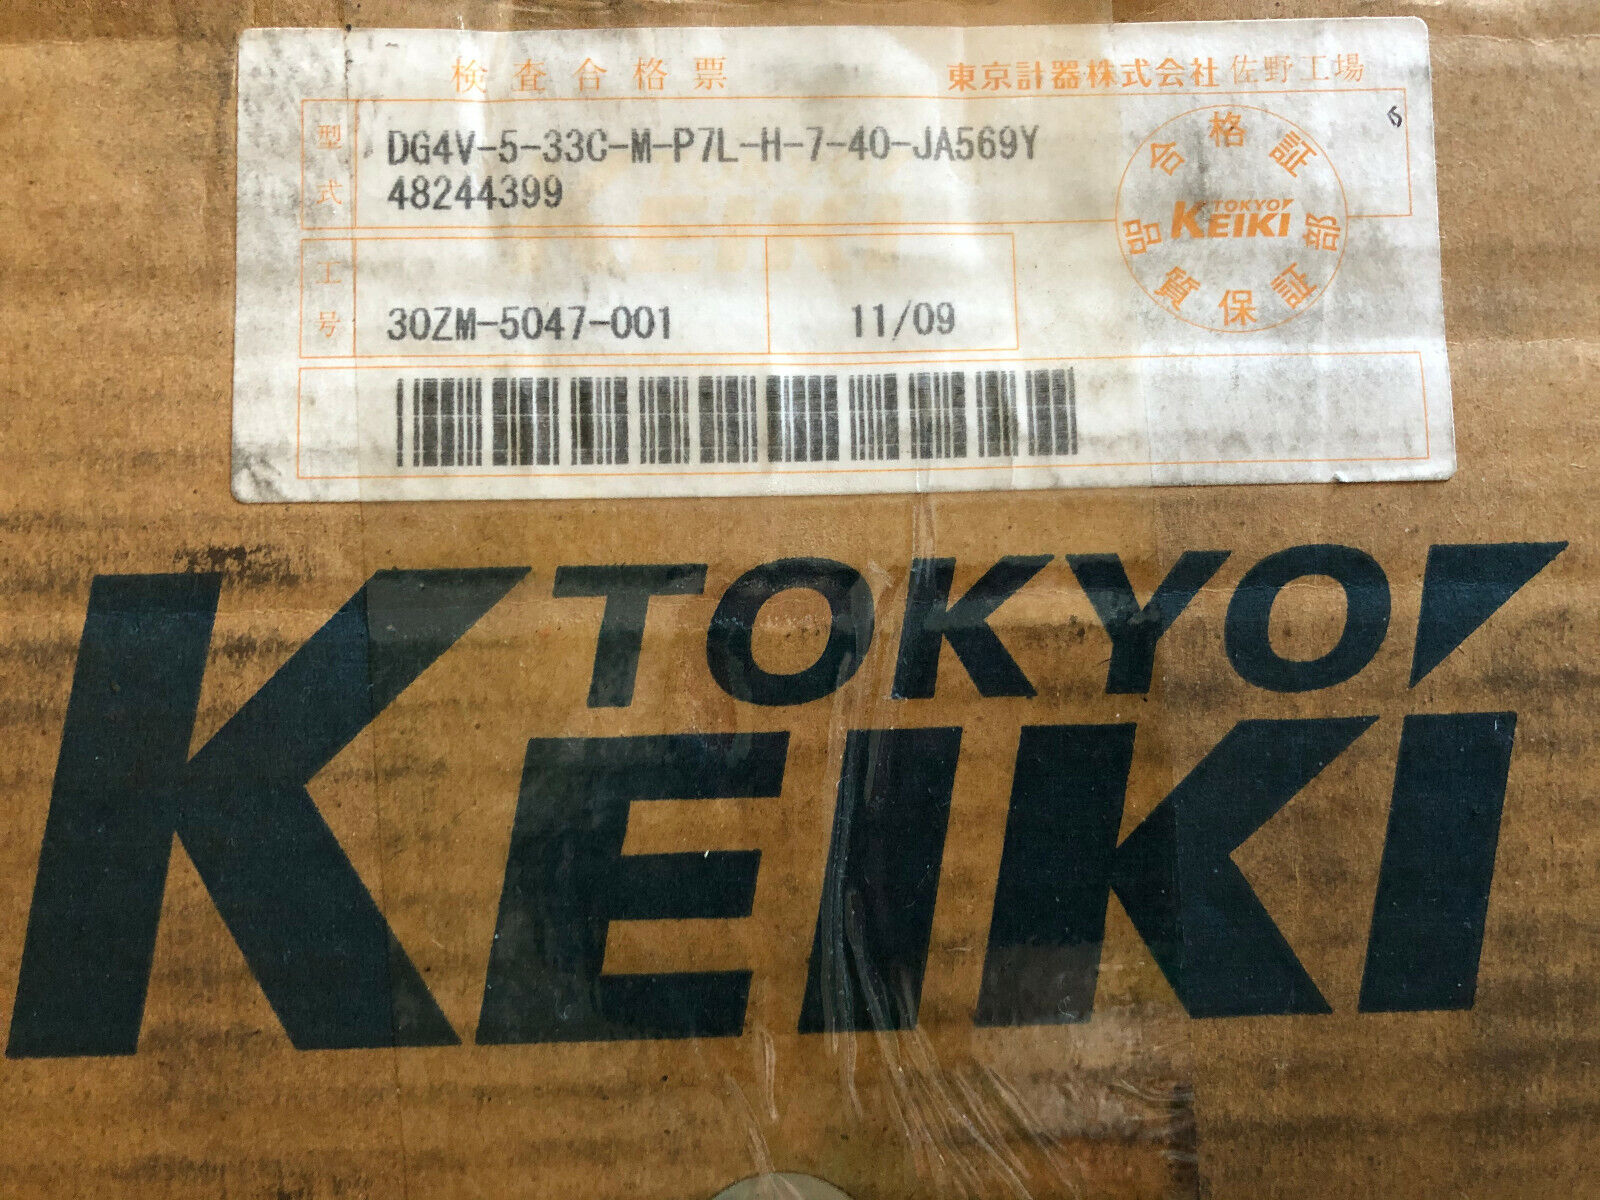 検査合格票 東京計器株式会社 佐野工場
型式 DG4V-5-33C-M-P7L-H-7-40-JA569Y
48244399
工号 30ZM-5047-001 11/09
合格証
TOKYO
KEIKI
品質保証部
TOKYO
KEIKI